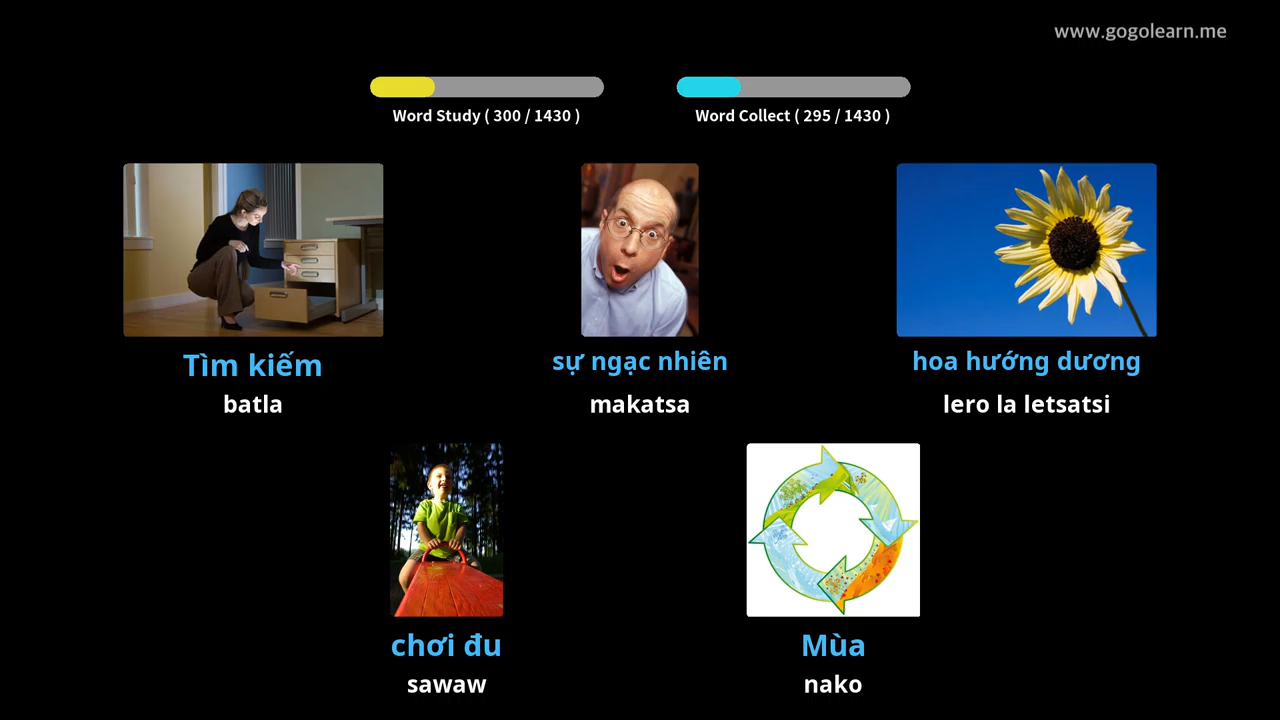 www.gogolearn.me
Word Study ( 300 / 1430 )
Word Collect ( 295 / 1430 )
Tìm kiếm
batla
sự ngạc nhiên
makatsa
hoa hướng dương
lero la letsatsi
chơi đu
sawaw
Mùa
nako